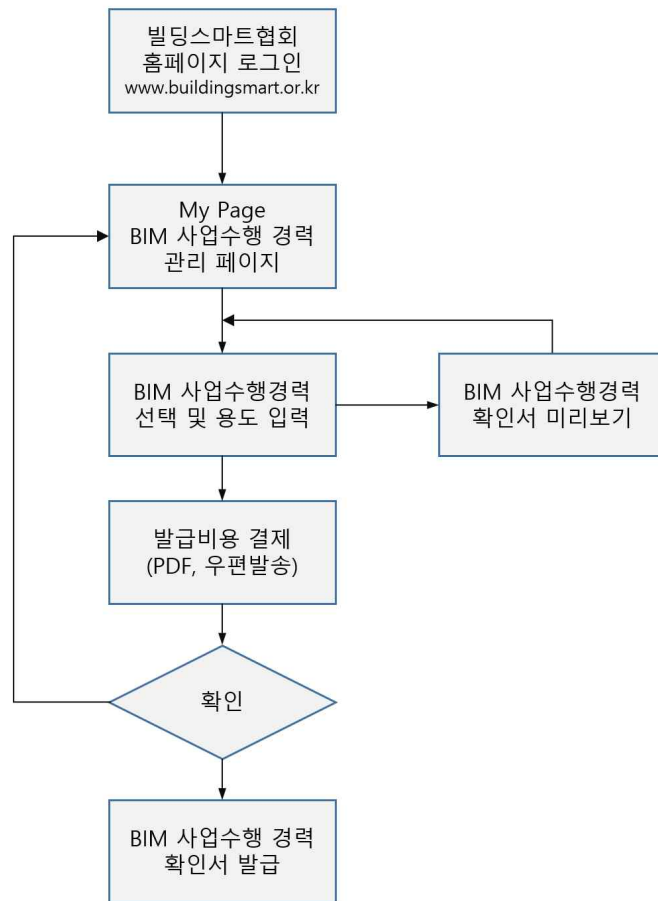 빌딩스마트협회
홈페이지 로그인
www.buildingsmart.or.kr
My Page
BIM 사업수행 경력
관리 페이지
BIM 사업수행경력
선택 및 용도 입력
BIM 사업수행경력
확인서 미리보기
발급비용 결제
(PDF, 우편발송)
확인
BIM 사업수행 경력
확인서 발급